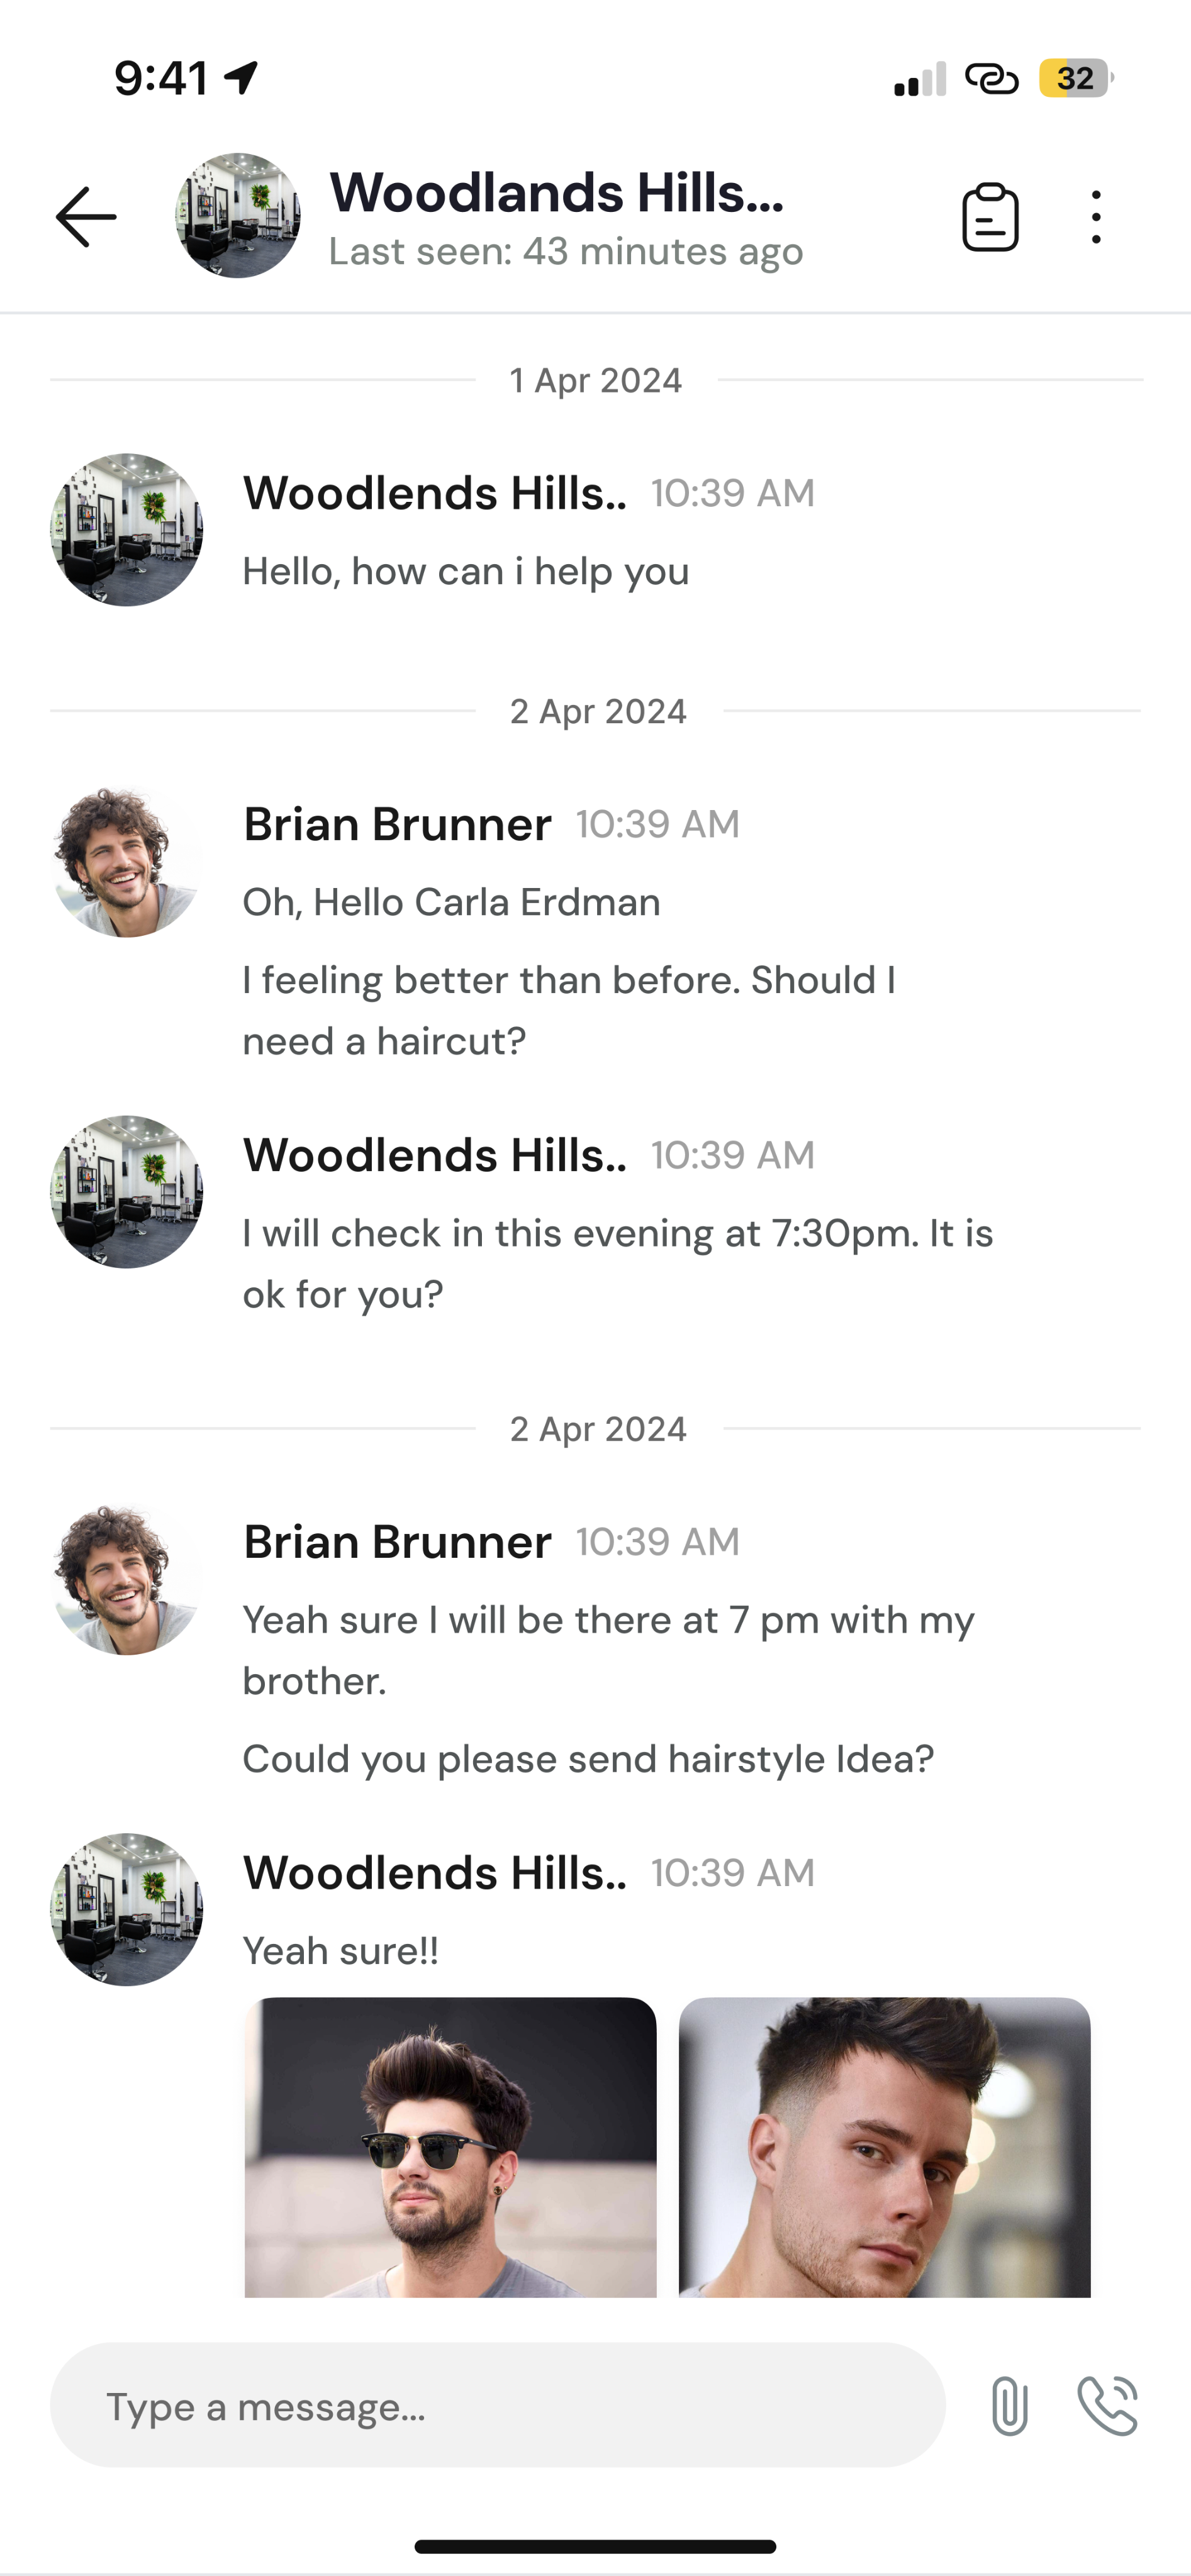 9:41
32
Woodlands Hills...
Last seen: 43 minutes ago
1 Apr 2024
Woodlends Hills.. 10:39 AM
Hello, how can i help you
2 Apr 2024
Brian Brunner 10:39 AM
Oh, Hello Carla Erdman
I feeling better than before. Should I
need a haircut?
Woodlends Hills.. 10:39 AM
I will check in this evening at 7:30pm. It is
ok for you?
2 Apr 2024
Brian Brunner 10:39 AM
Yeah sure I will be there at 7 pm with my
brother.
Could you please send hairstyle Idea?
Woodlends Hills.. 10:39 AM
Yeah sure!!
Type a message...